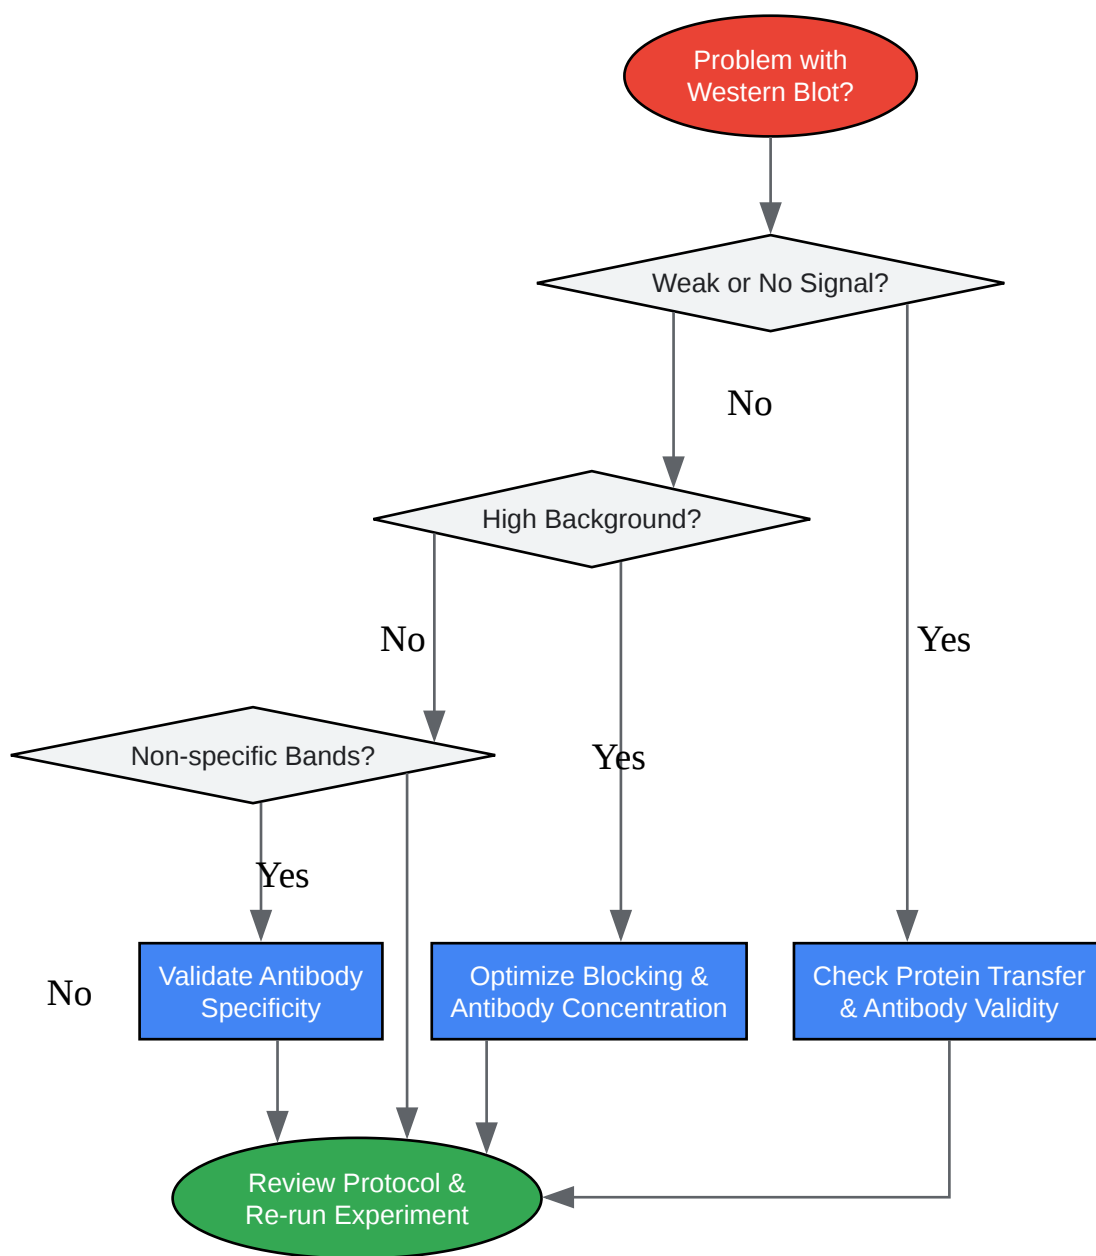 Problem with
Western Blot?
Weak or No Signal?
No
High Background?
No
Yes
Non-specific Bands?
Yes
Yes
Validate Antibody
Specificity
Optimize Blocking &
Antibody Concentration
Check Protein Transfer
& Antibody Validity
No
Review Protocol &
Re-run Experiment